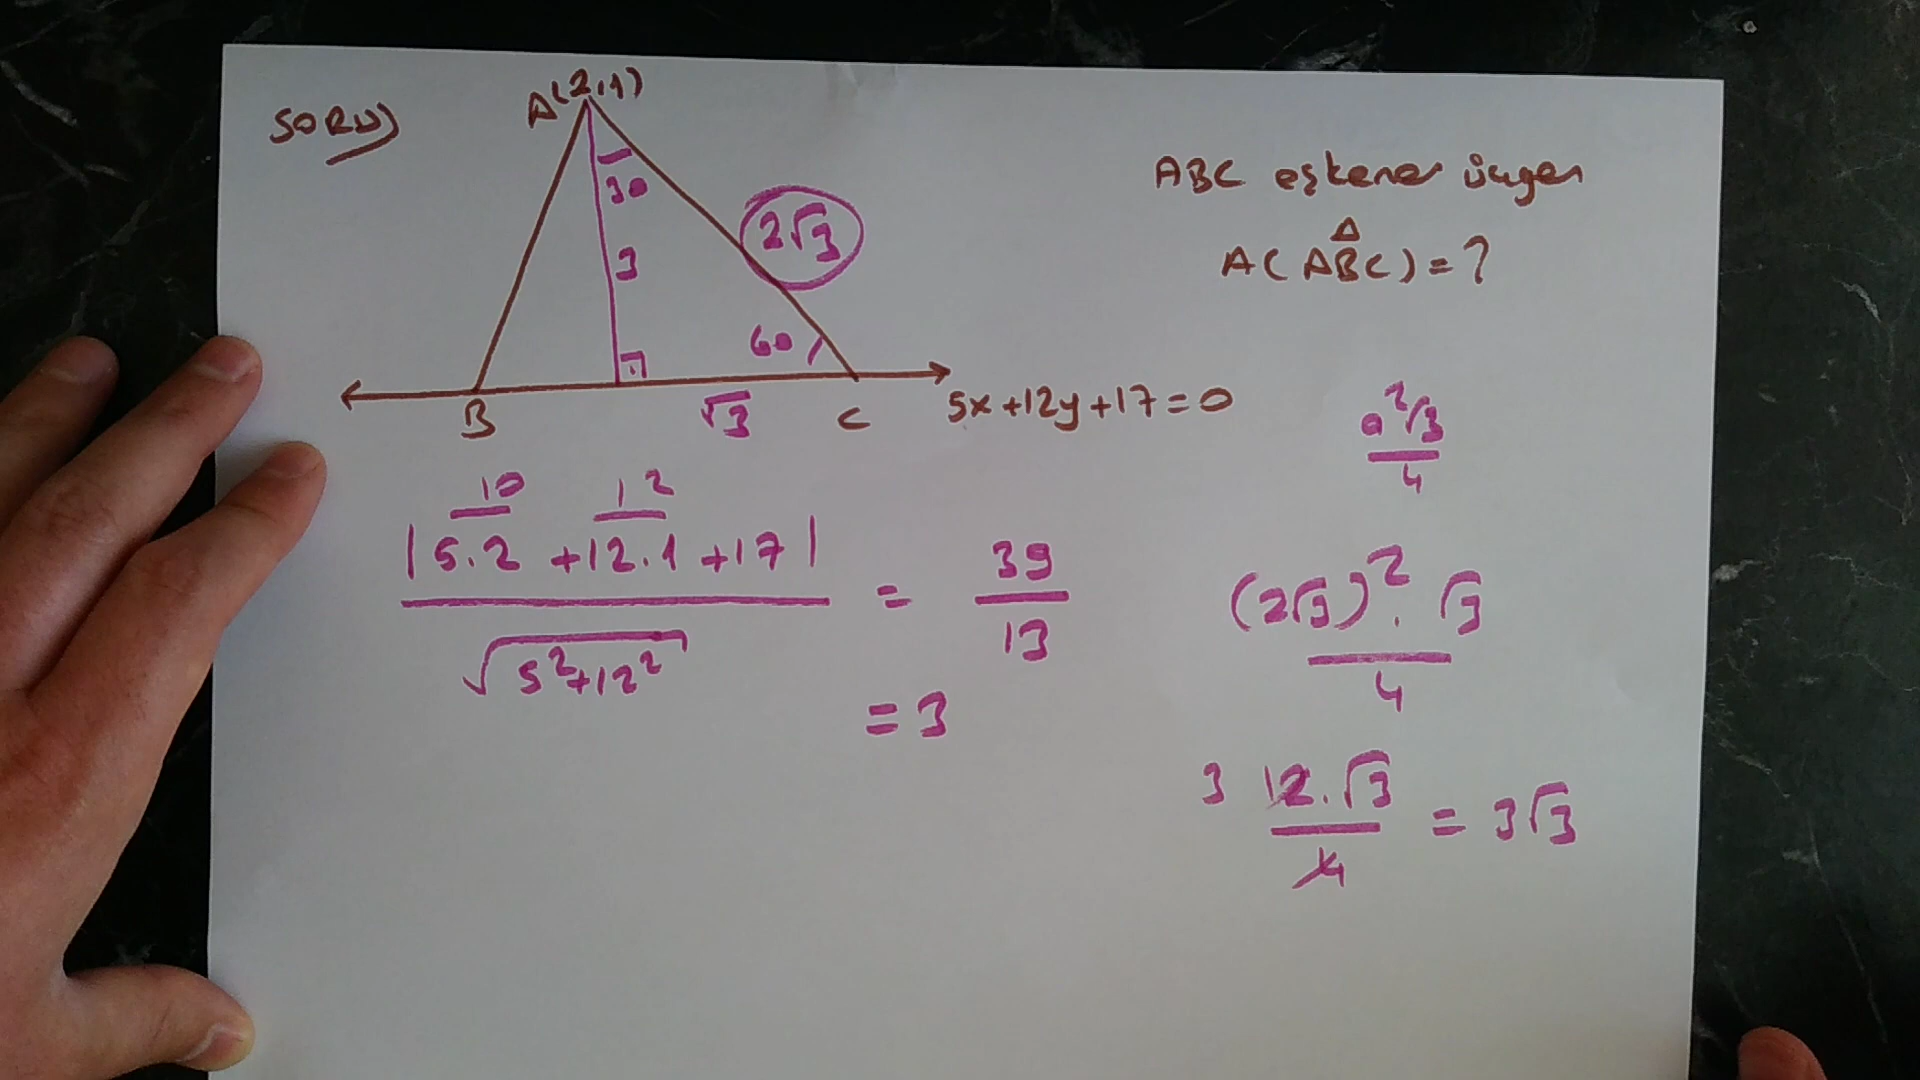 SORU)
A(2,1)
30
3
2√3
60
B
√3
C
5x+12y+17=0
ABC eşkenar üçgen
A(ABC)=?
10 12
|5.2 +12.1 +17|
√5²+12²
= 39
13
=3
a²√3
4
(2√3)².√3
4
3 12.√3
4
= 3√3